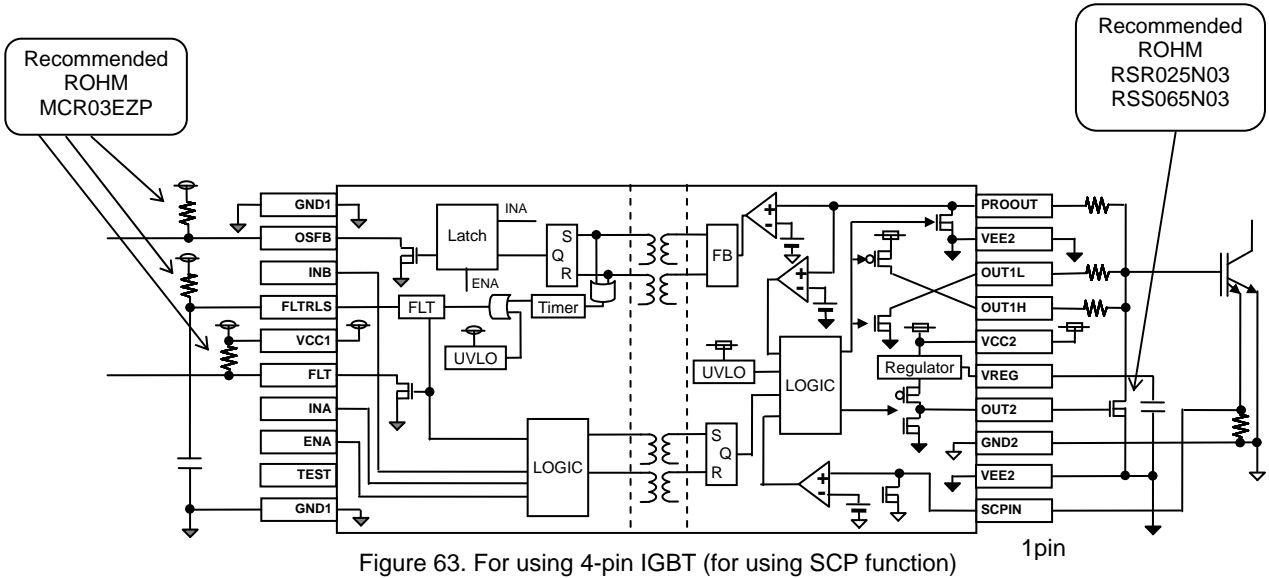 Recommended
ROHM
MCR03EZP
Recommended
ROHM
RSR025N03
RSS065N03
GND1
OSFB
INB
FLTRLS
VCC1
FLT
INA
ENA
TEST
GND1
Latch
INA
ENA
S
Q
R
FLT
Timer
UVLO
LOGIC
FB
+
-
+
-
UVLO
LOGIC
Regulator
S
Q
R
+
-
PROOUT
VEE2
OUT1L
OUT1H
VCC2
VREG
OUT2
GND2
VEE2
SCPIN
1pin
Figure 63. For using 4-pin IGBT (for using SCP function)